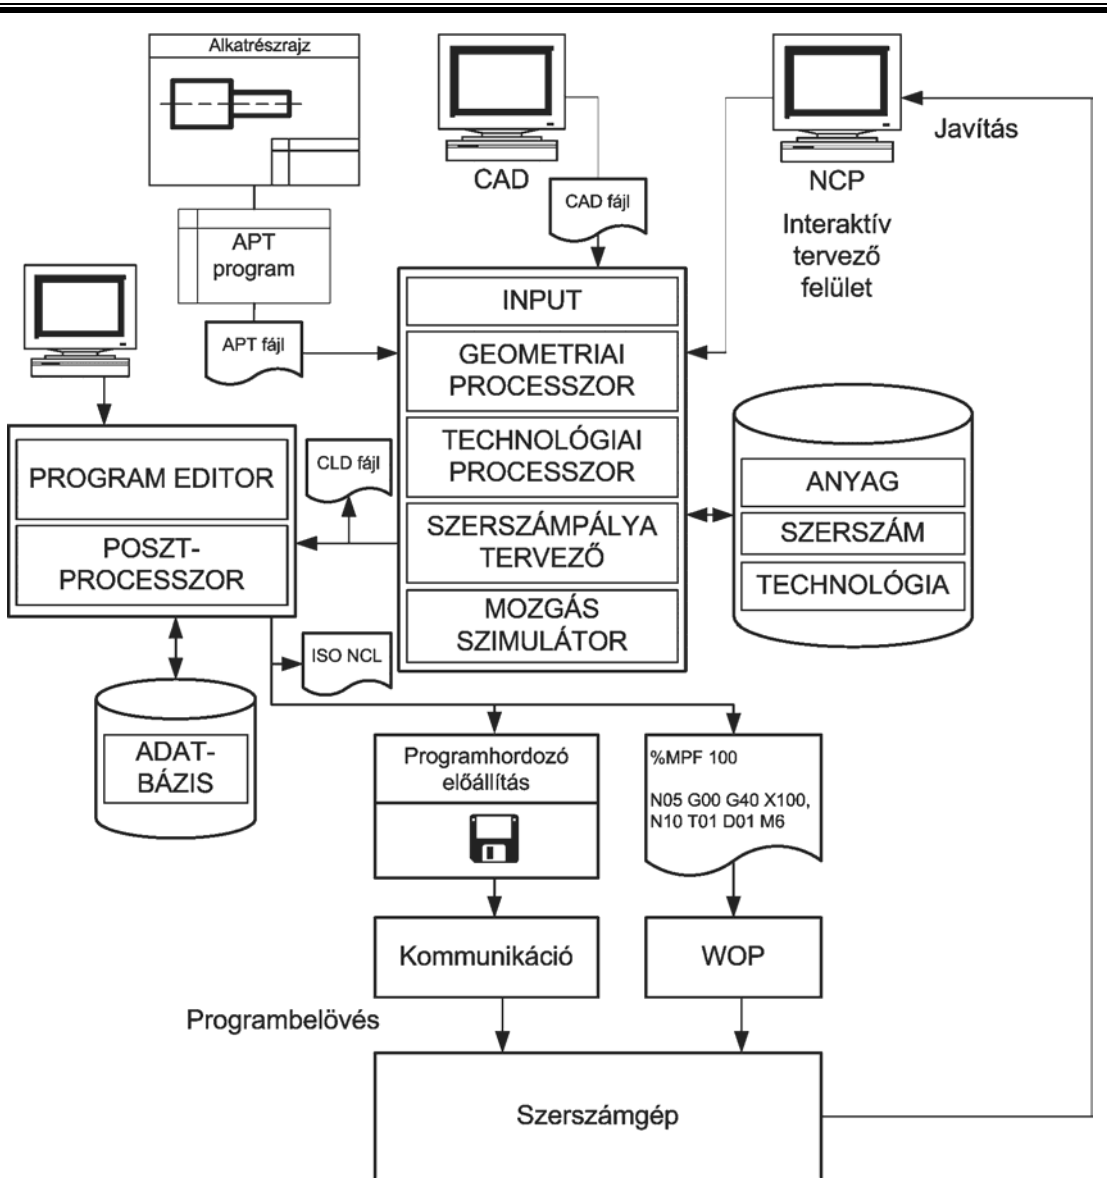 Alkatrészrajz
CAD
NCP
Javítás
Interaktív
tervező
felület
CAD fájl
APT
program
APT fájl
INPUT
GEOMETRIAI
PROCESSZOR
TECHNOLÓGIAI
PROCESSZOR
SZERSZÁMPÁLYA
TERVEZŐ
MOZGÁS
SZIMULÁTOR
CLD fájl
PROGRAM EDITOR
POSZT-
PROCESSZOR
ANYAG
SZERSZÁM
TECHNOLÓGIA
ISO NCL
ADAT-
BÁZIS
Programhordozó
előállítás
%MPF 100
N05 G00 G40 X100,
N10 T01 D01 M6
Kommunikáció
WOP
Programbelövés
Szerszámgép